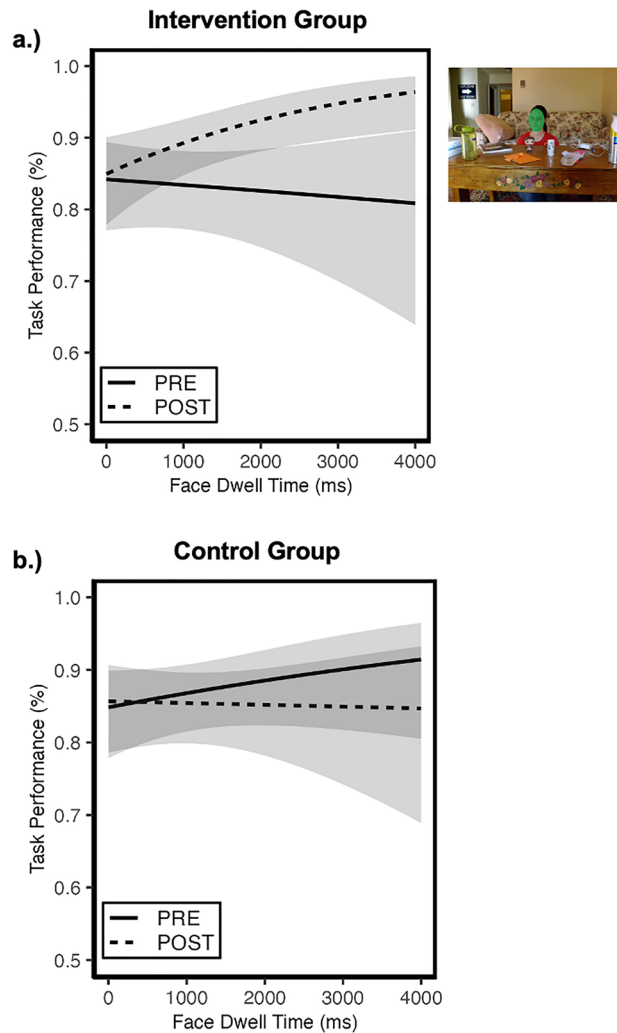 Intervention Group
a.)
Task Performance (%)
1.0
0.9
0.8
0.7
0.6
0.5
PRE
POST
0 1000 2000 3000 4000
Face Dwell Time (ms)
Control Group
b.)
Task Performance (%)
1.0
0.9
0.8
0.7
0.6
0.5
PRE
POST
0 1000 2000 3000 4000
Face Dwell Time (ms)